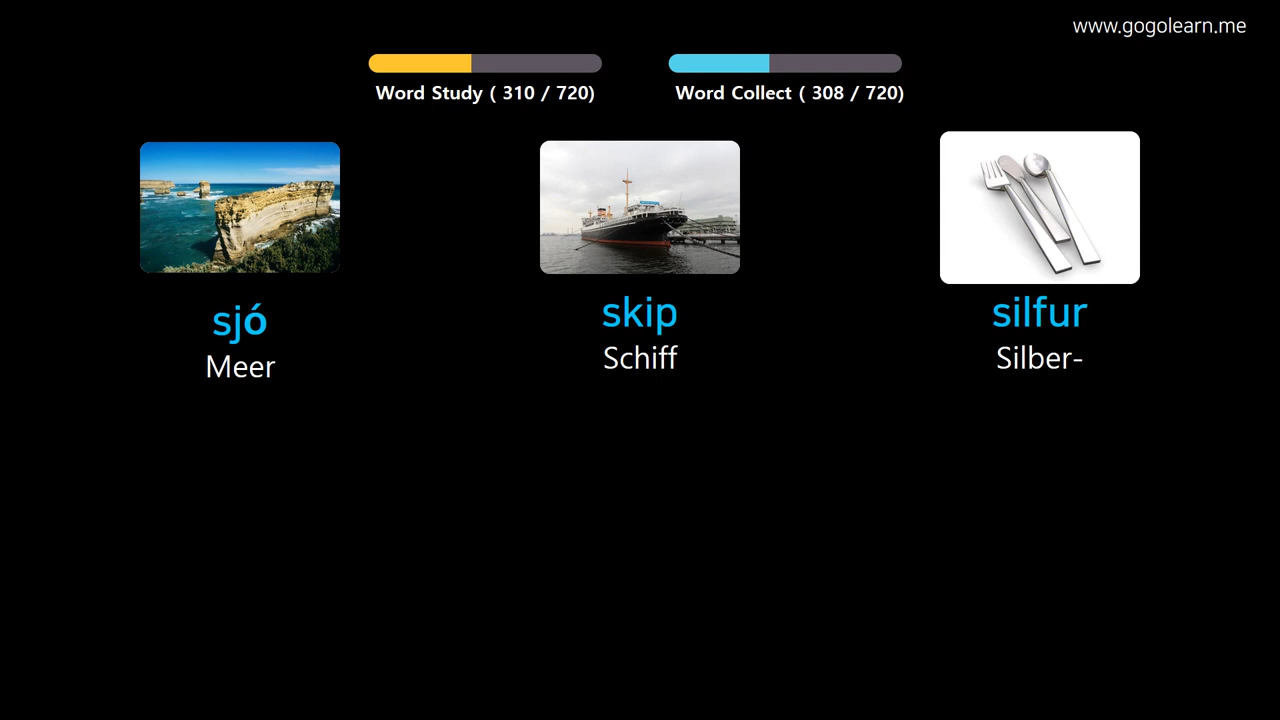 www.gogolearn.me
Word Study ( 310 / 720)
Word Collect ( 308 / 720)
sjó
Meer
skip
Schiff
silfur
Silber-